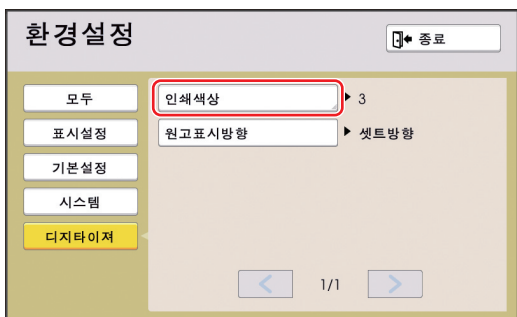 환경설정
종료
모두
표시설정
기본설정
시스템
디지타이져
인쇄색상 ▶ 3
원고표시방향 ▶ 셋트방향
1/1